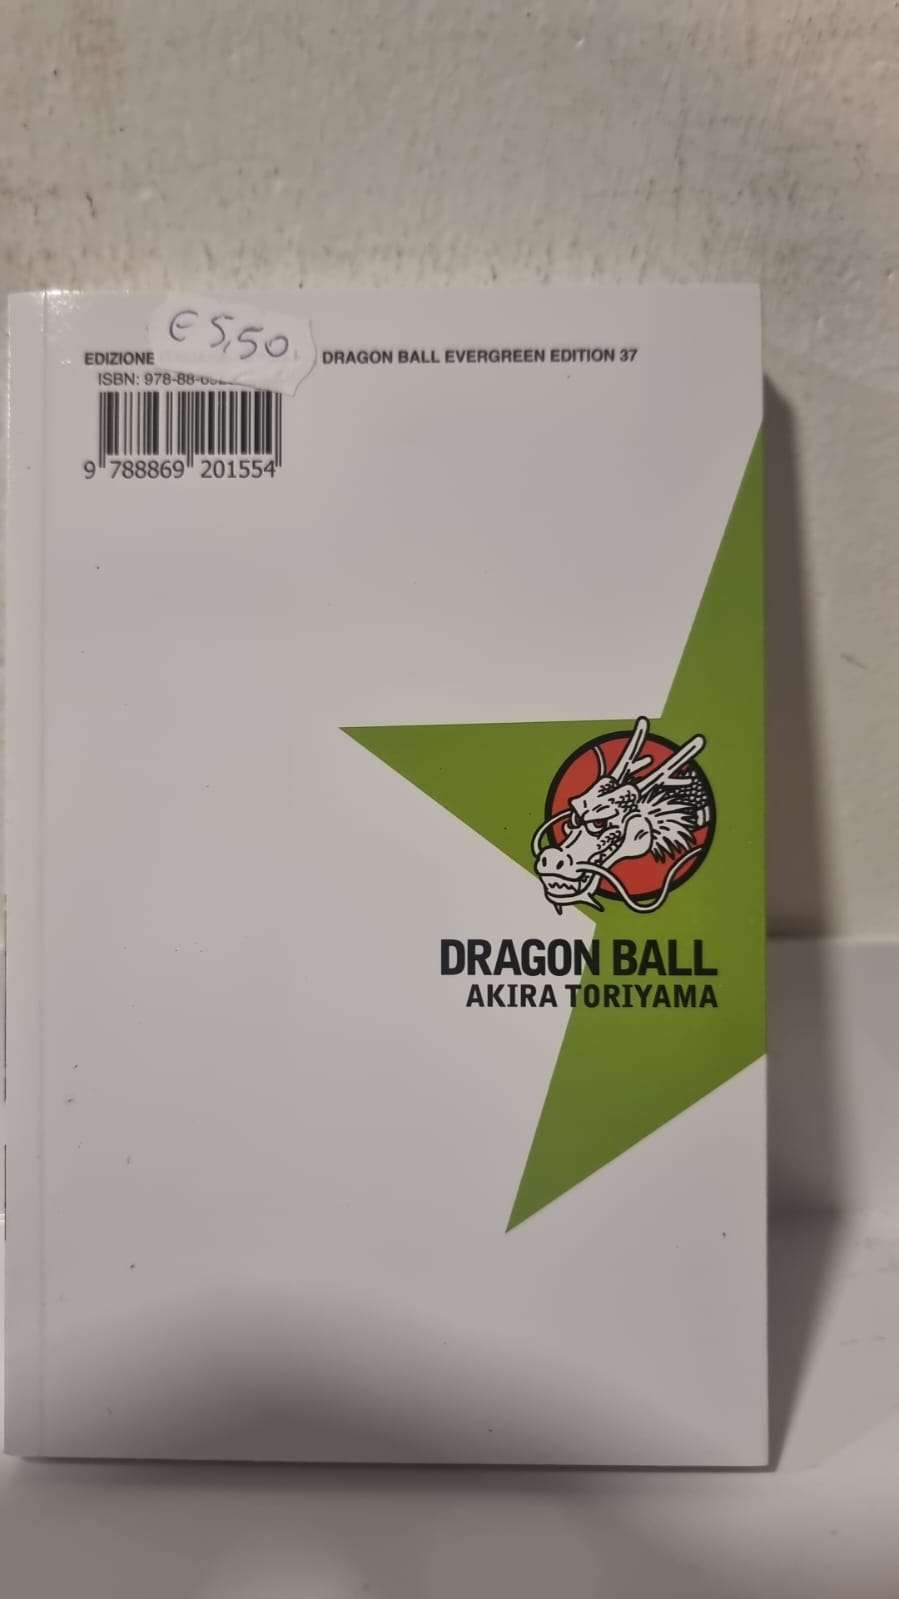 € 5,50
EDIZIONE DRAGON BALL EVERGREEN EDITION 37
ISBN: 978-88-
9 788869 201554
DRAGON BALL
AKIRA TORIYAMA